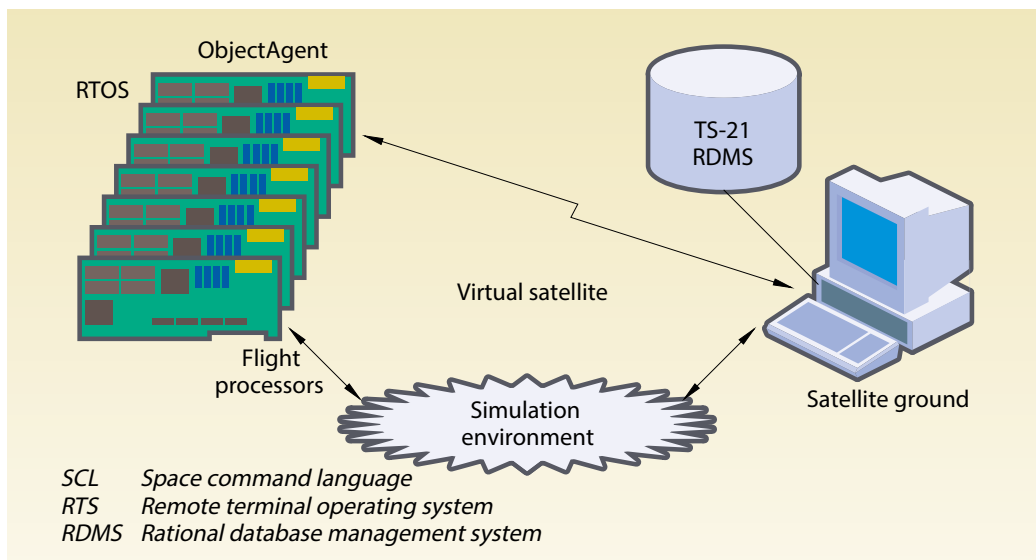 ObjectAgent
RTOS
TS-21
RDMS
Virtual satellite
Flight
processors
Simulation
environment
Satellite ground
SCL Space command language
RTS Remote terminal operating system
RDMS Rational database management system